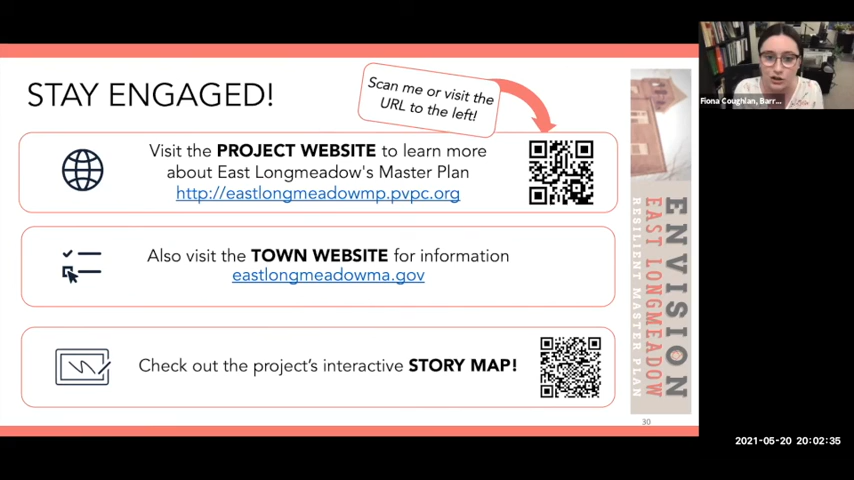 STAY ENGAGED!
Scan me or visit the
URL to the left!
Visit the PROJECT WEBSITE to learn more
about East Longmeadow's Master Plan
http://eastlongmeadowmp.pvpc.org
Also visit the TOWN WEBSITE for information
eastlongmeadowma.gov
Check out the project's interactive STORY MAP!
ENVISION
EAST LONGMEADOW
RESILIENT MASTER PLAN
30
Fiona Coughlan, Barr...
2021-05-20 20:02:35